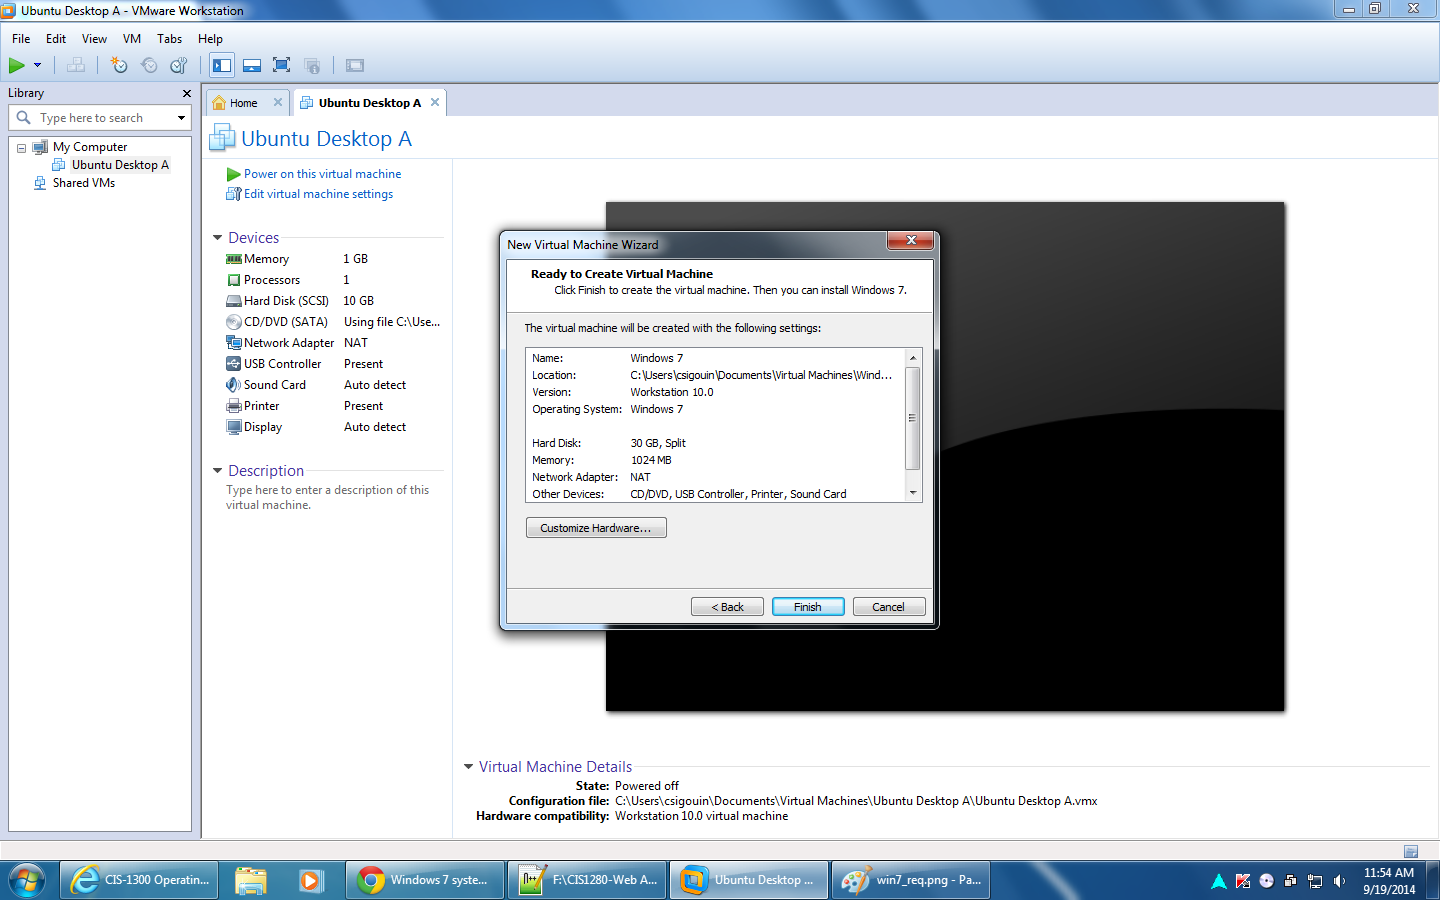 Ubuntu Desktop A - VMware Workstation
File Edit View VM Tabs Help
Library
Type here to search
My Computer
Ubuntu Desktop A
Shared VMs
Home
Ubuntu Desktop A
Ubuntu Desktop A
Power on this virtual machine
Edit virtual machine settings
Devices
Memory 1 GB
Processors 1
Hard Disk (SCSI) 10 GB
CD/DVD (SATA) Using file C:\Use...
Network Adapter NAT
USB Controller Present
Sound Card Auto detect
Printer Present
Display Auto detect
Description
Type here to enter a description of this
virtual machine.
New Virtual Machine Wizard
Ready to Create Virtual Machine
Click Finish to create the virtual machine. Then you can install Windows 7.
The virtual machine will be created with the following settings:
Name: Windows 7
Location: C:\Users\csigouin\Documents\Virtual Machines\Wind...
Version: Workstation 10.0
Operating System: Windows 7
Hard Disk: 30 GB, Split
Memory: 1024 MB
Network Adapter: NAT
Other Devices: CD/DVD, USB Controller, Printer, Sound Card
Customize Hardware...
< Back Finish Cancel
Virtual Machine Details
State: Powered off
Configuration file: C:\Users\csigouin\Documents\Virtual Machines\Ubuntu Desktop A\Ubuntu Desktop A.vmx
Hardware compatibility: Workstation 10.0 virtual machine
CIS-1300 Operatin...
Windows 7 syste...
F:\CIS1280-Web A...
Ubuntu Desktop ...
win7_req.png - Pa...
11:54 AM
9/19/2014